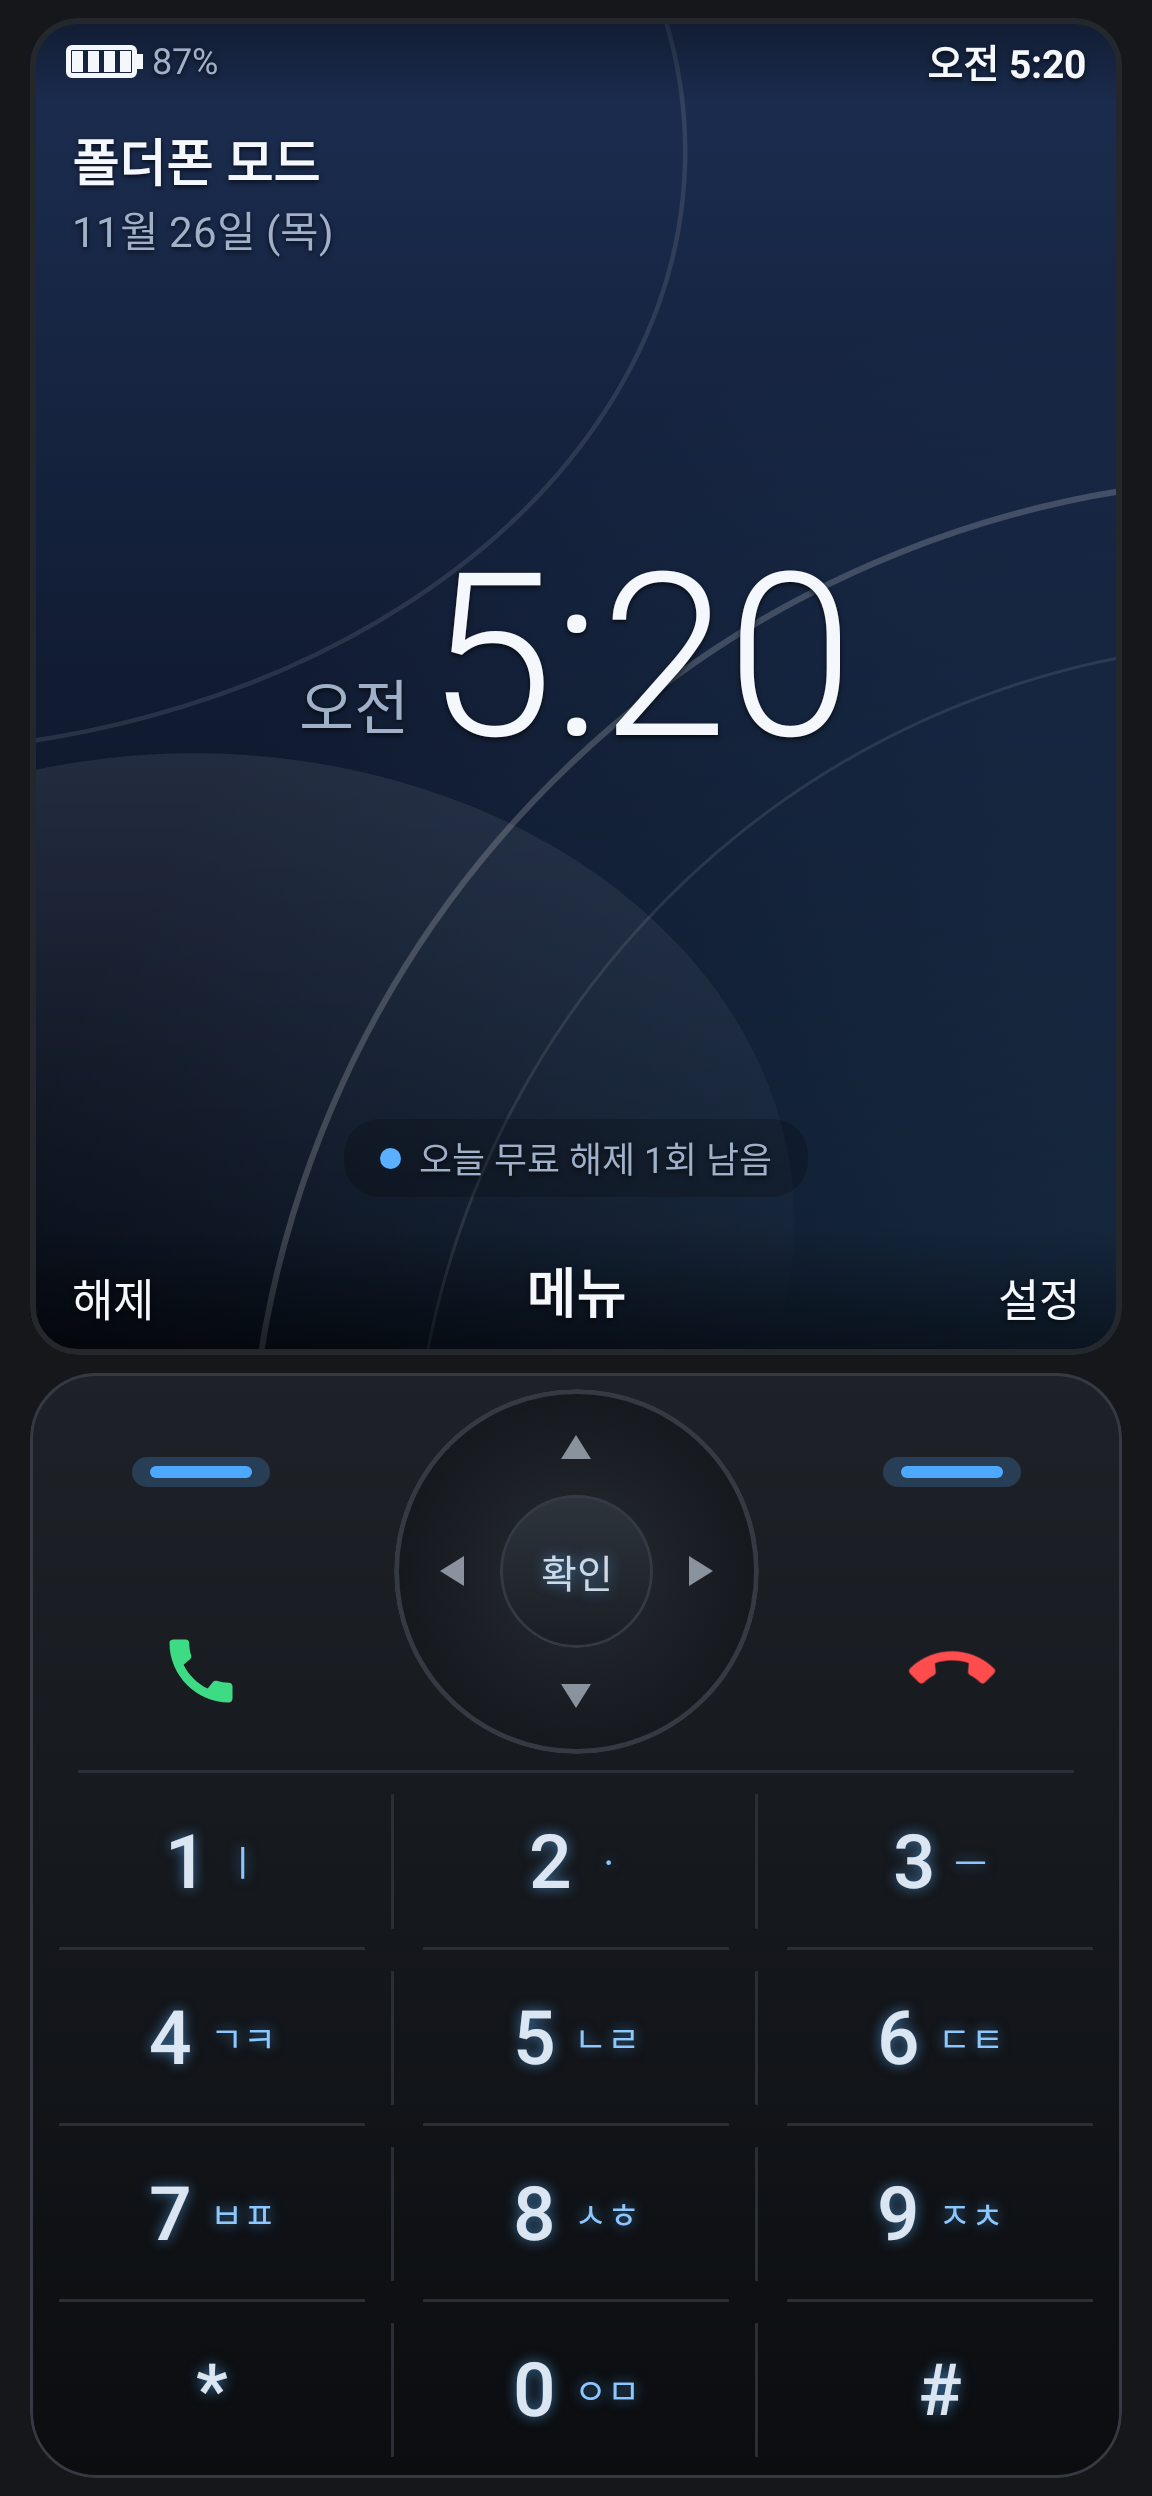 87%
오전 5:20
폴더폰 모드
11월 26일 (목)
오전 5:20
오늘 무료 해제 1회 남음
해제 메뉴 설정
확인
1 ㅣ 2 · 3 ㅡ
4 ㄱㅋ 5 ㄴㄹ 6 ㄷㅌ
7 ㅂㅍ 8 ㅅㅎ 9 ㅈㅊ
* 0 ㅇㅁ #